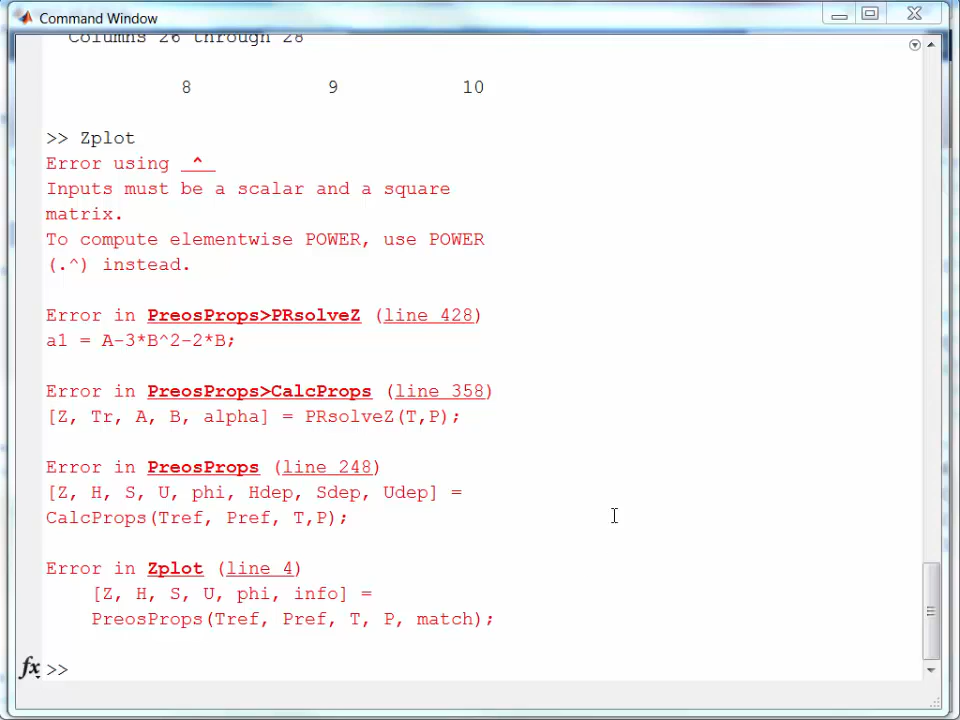 Command Window
Columns 26 through 28
8 9 10
>> Zplot
Error using ^
Inputs must be a scalar and a square
matrix.
To compute elementwise POWER, use POWER
(.^) instead.
Error in PreosProps>PRsolveZ (line 428)
a1 = A-3*B^2-2*B;
Error in PreosProps>CalcProps (line 358)
[Z, Tr, A, B, alpha] = PRsolveZ(T,P);
Error in PreosProps (line 248)
[Z, H, S, U, phi, Hdep, Sdep, Udep] =
CalcProps(Tref, Pref, T,P);
Error in Zplot (line 4)
[Z, H, S, U, phi, info] =
PreosProps(Tref, Pref, T, P, match);
fx >>